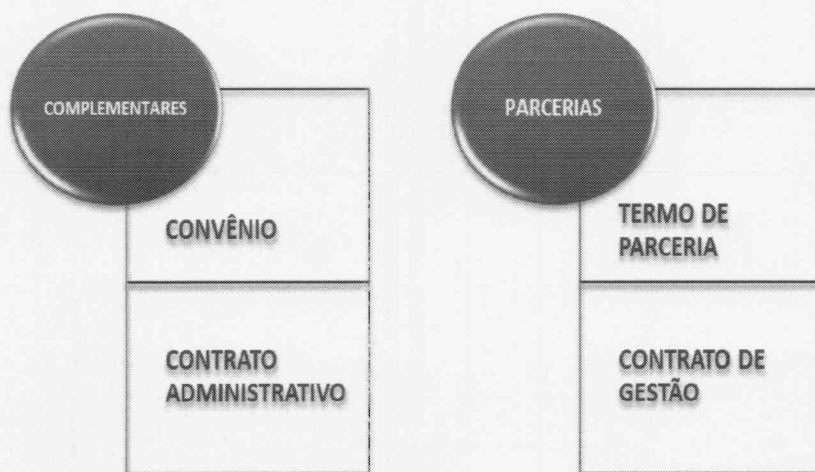 COMPLEMENTARES
CONVÊNIO
CONTRATO
ADMINISTRATIVO
PARCERIAS
TERMO DE
PARCERIA
CONTRATO DE
GESTÃO